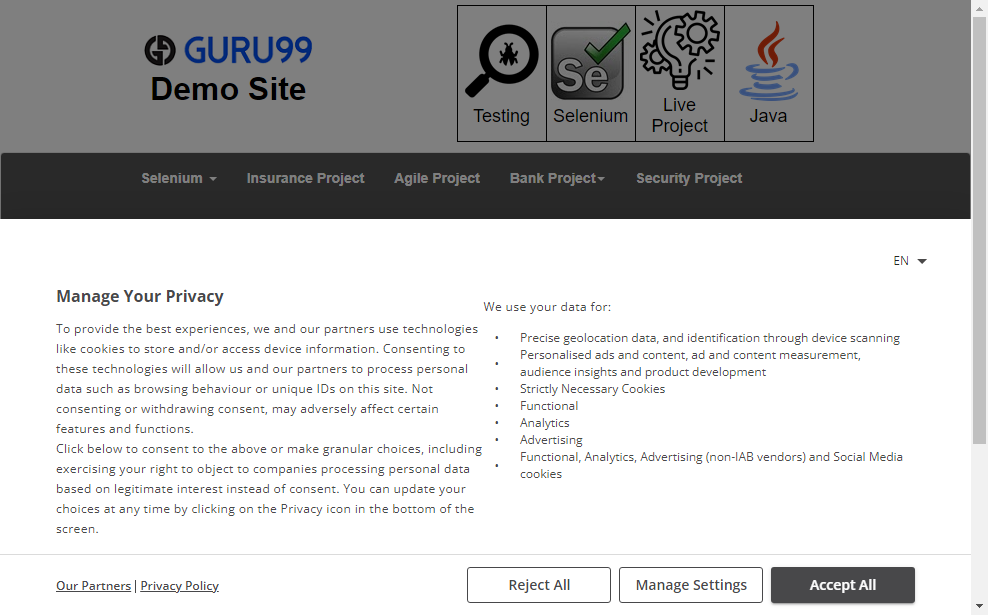 GURU99
Demo Site
Testing
Se
Selenium
Live
Project
Java
Selenium
Insurance Project
Agile Project
Bank Project
Security Project
EN
Manage Your Privacy
To provide the best experiences, we and our partners use technologies
like cookies to store and/or access device information. Consenting to
these technologies will allow us and our partners to process personal
data such as browsing behaviour or unique IDs on this site. Not
consenting or withdrawing consent, may adversely affect certain
features and functions.
Click below to consent to the above or make granular choices, including
exercising your right to object to companies processing personal data
based on legitimate interest instead of consent. You can update your
choices at any time by clicking on the Privacy icon in the bottom of the
screen.
We use your data for:
• Precise geolocation data, and identification through device scanning
• Personalised ads and content, ad and content measurement,
audience insights and product development
• Strictly Necessary Cookies
• Functional
• Analytics
• Advertising
• Functional, Analytics, Advertising (non-IAB vendors) and Social Media
cookies
Our Partners | Privacy Policy
Reject All
Manage Settings
Accept All